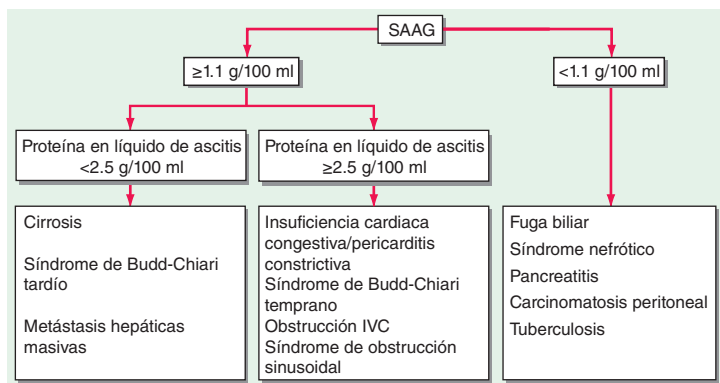 SAAG
≥1.1 g/100 ml
<1.1 g/100 ml
Proteína en líquido de ascitis
<2.5 g/100 ml
Proteína en líquido de ascitis
≥2.5 g/100 ml
Cirrosis
Síndrome de Budd-Chiari
tardío
Metástasis hepáticas
masivas
Insuficiencia cardiaca
congestiva/pericarditis
constrictiva
Síndrome de Budd-Chiari
temprano
Obstrucción IVC
Síndrome de obstrucción
sinusoidal
Fuga biliar
Síndrome nefrótico
Pancreatitis
Carcinomatosis peritoneal
Tuberculosis